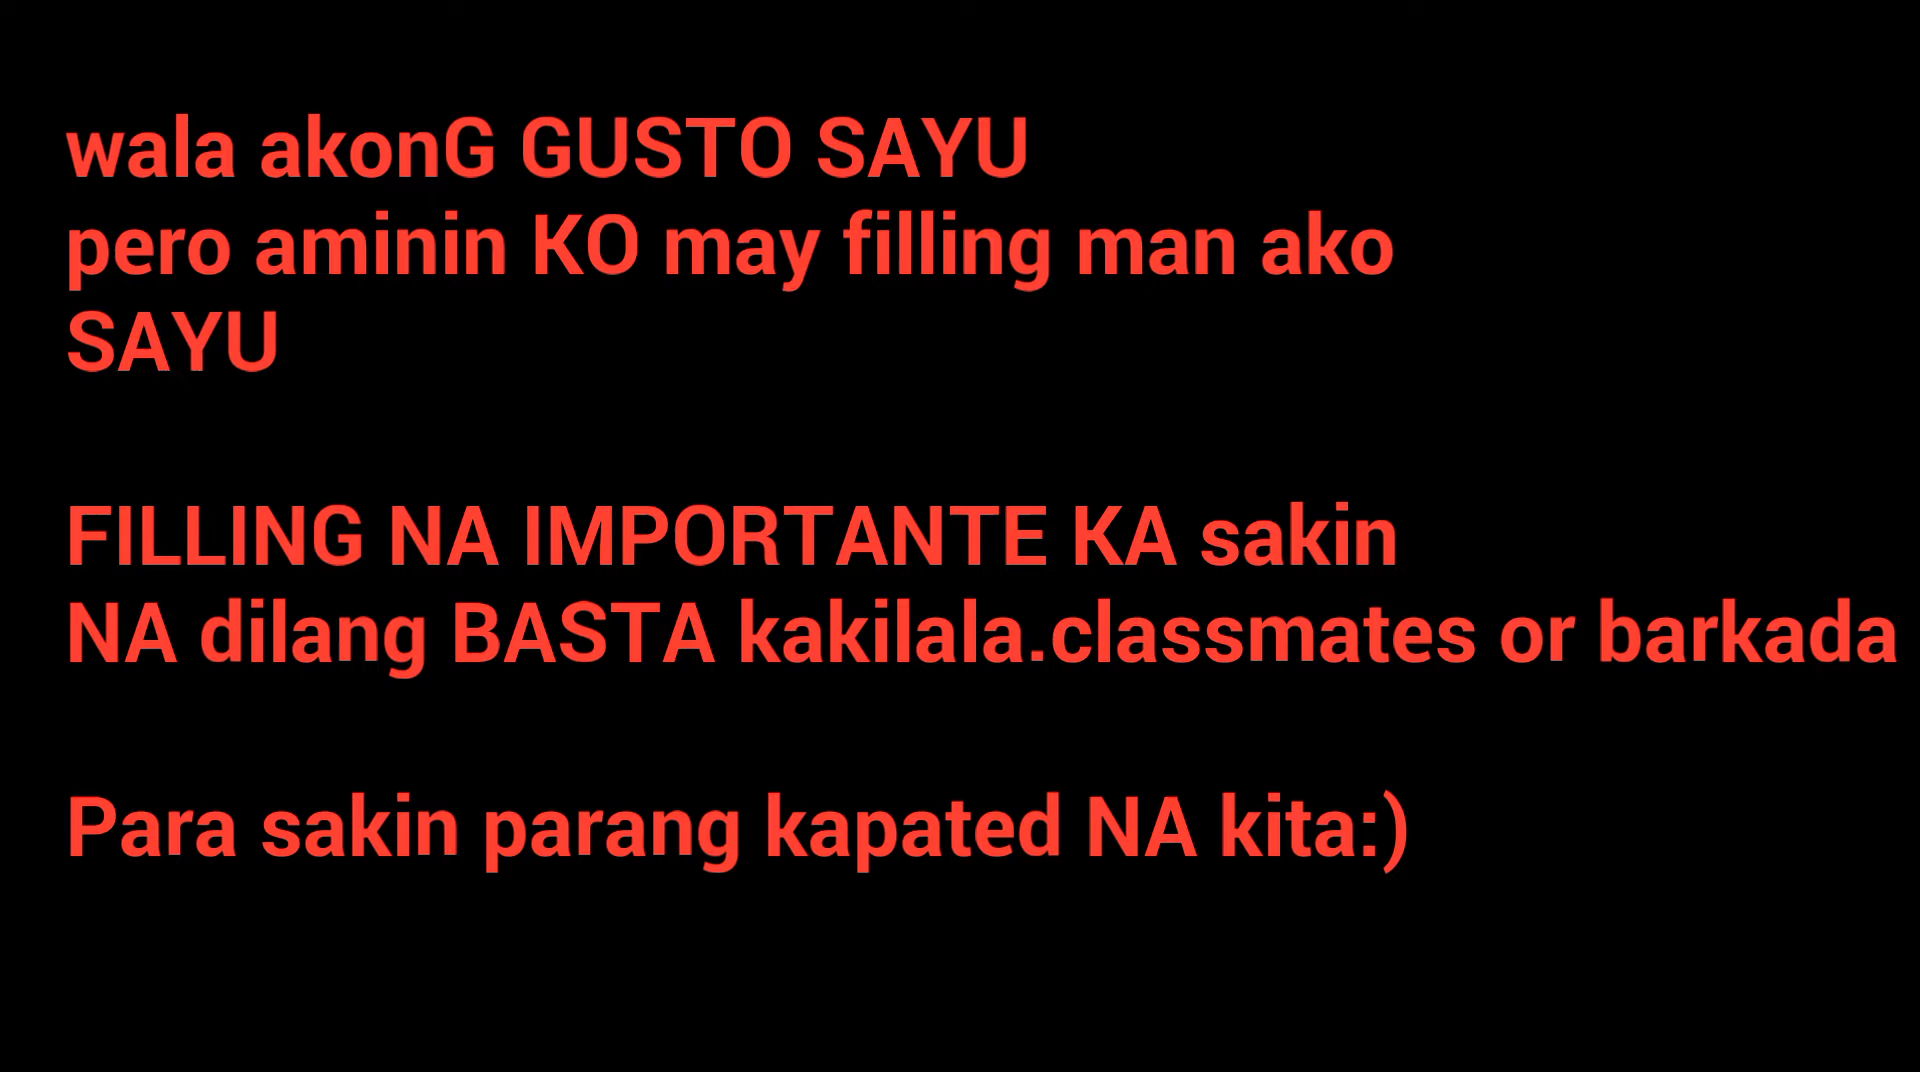 wala akonG GUSTO SAYU
pero aminin KO may filling man ako
SAYU
FILLING NA IMPORTANTE KA sakin
NA dilang BASTA kakilala.classmates or barkada
Para sakin parang kapated NA kita:)